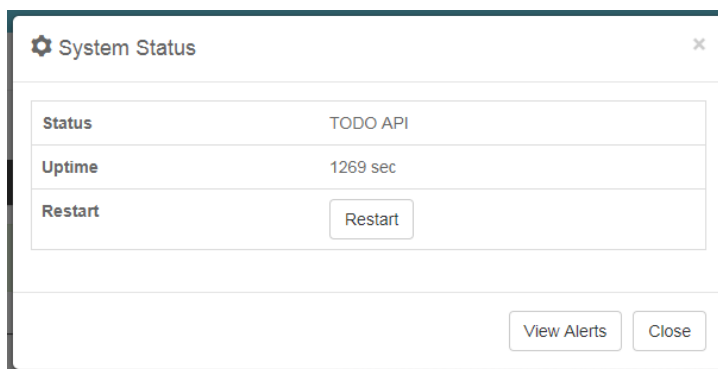 System Status ×
Status TODO API
Uptime 1269 sec
Restart Restart
View Alerts Close